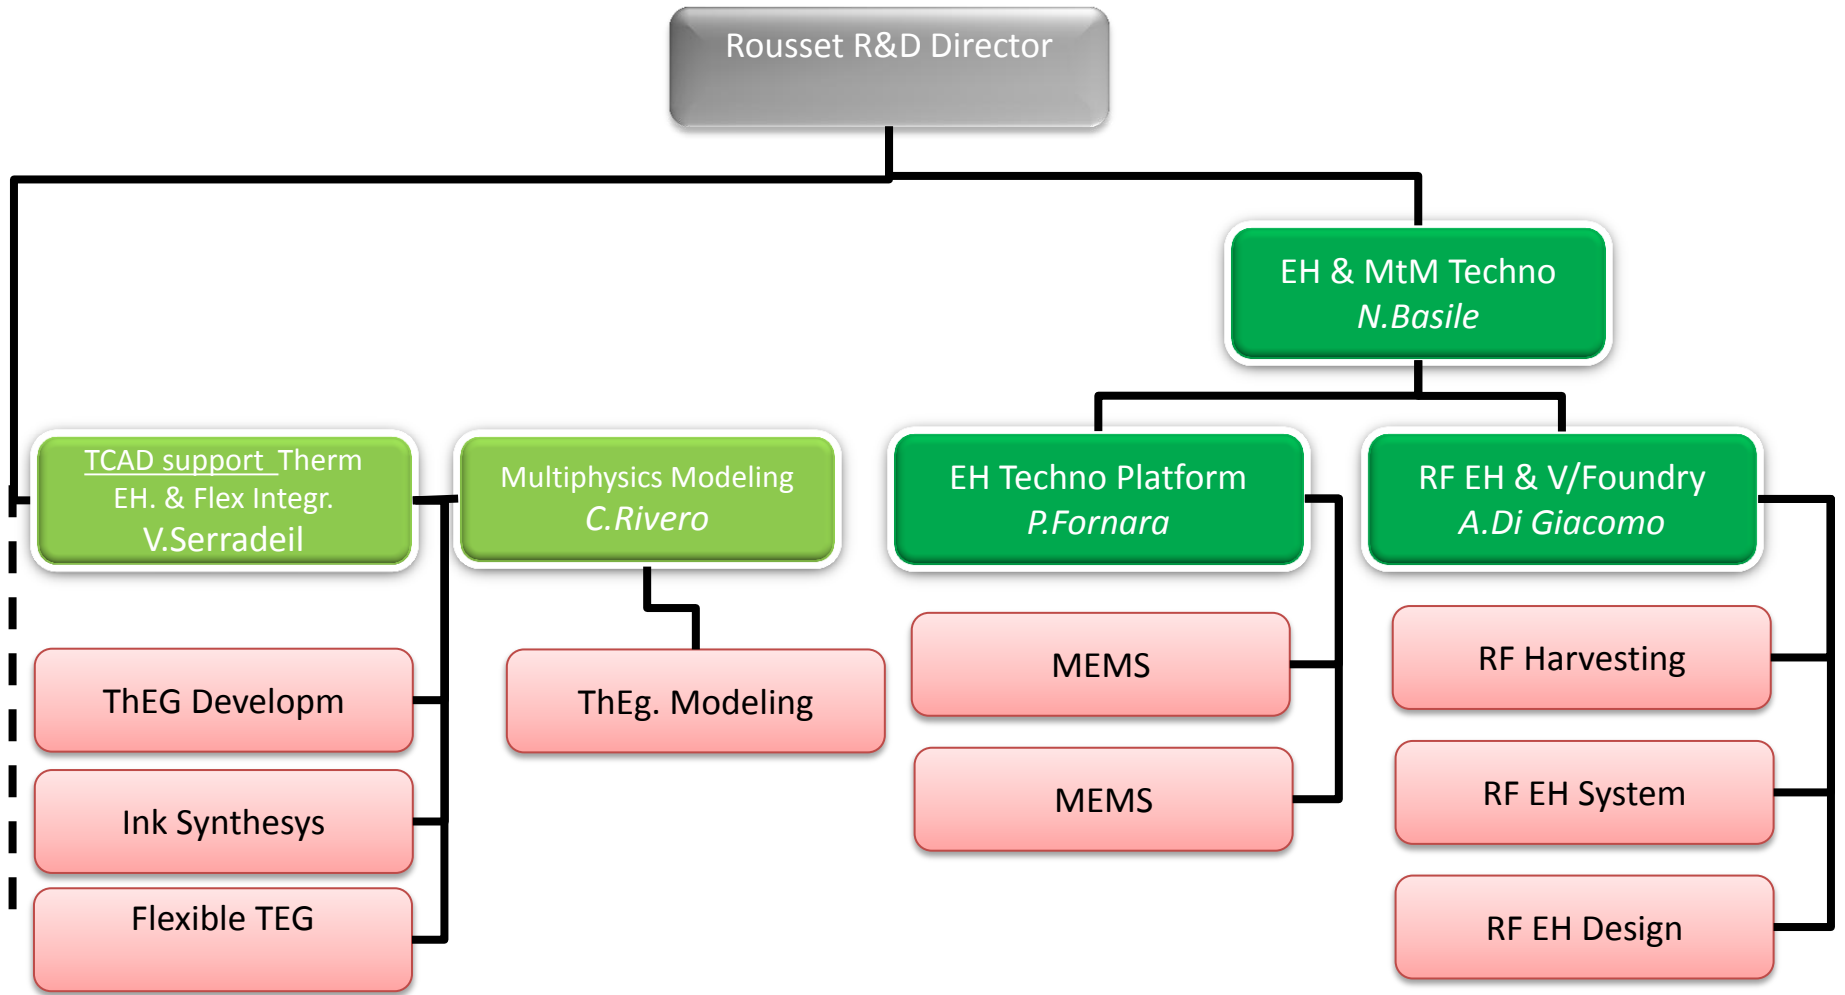 Rousset R&D Director
EH & MtM Techno
N.Basile
TCAD support Therm
EH. & Flex Integr.
V.Serradeil
Multiphysics Modeling
C.Rivero
EH Techno Platform
P.Fornara
RF EH & V/Foundry
A.Di Giacomo
ThEG Developm
Ink Synthesys
Flexible TEG
ThEg. Modeling
MEMS
MEMS
RF Harvesting
RF EH System
RF EH Design